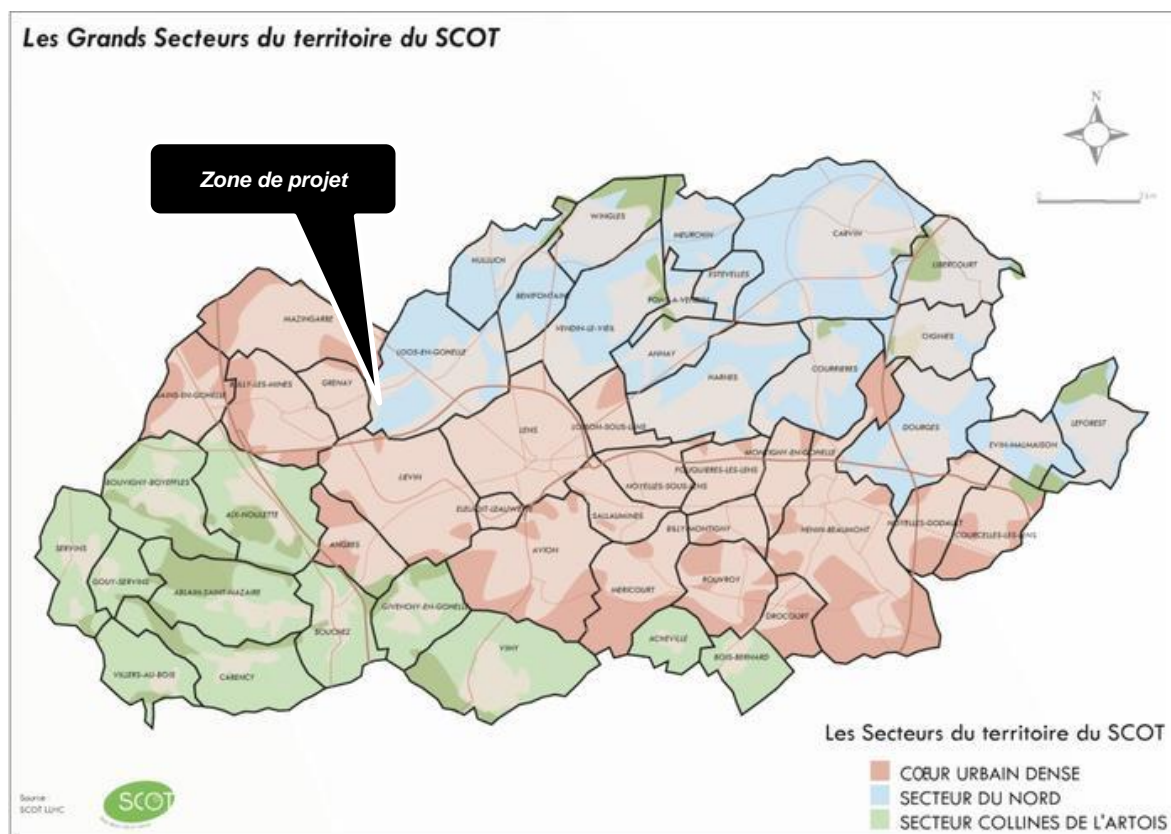 Les Grands Secteurs du territoire du SCOT
Zone de projet
N
WINGLES
MEURCHIN
CARVIN
HULLUCH
LIBERCOURT
ESTEVELLES
BENIFONTAINE
PONT-A-VENDIN
MAZINGARBE
VENDIN-LE-VIEIL
OIGNIES
LOOS-EN-GOHELLE
ANNAY
COURRIERES
HARNES
BULLY-LES-MINES
GRENAY
SAINS-EN-GOHELLE
LEFOREST
LENS
LOISON-SOUS-LENS
DOURGES
EVIN-MALMAISON
MONTIGNY-EN-GOHELLE
FOUQUIERES-LES-LENS
LIEVIN
BOUVIGNY-BOYEFFLES
NOYELLES-SOUS-LENS
ELEU-DIT-LEAUWETTE
AIX-NOULETTE
SALLAUMINES
BILLY-MONTIGNY
HENIN-BEAUMONT
NOYELLES-GODAULT
COURCELLES-LES-LENS
ANGRES
AVION
SERVINS
GOUY-SERVINS
ABLAIN-SAINT-NAZAIRE
ROUVROY
MERICOURT
GIVENCHY-EN-GOHELLE
DROCOURT
SOUCHEZ
ACHEVILLE
VIMY
BOIS-BERNARD
VILLERS-AU-BOIS
CARENCY
Les Secteurs du territoire du SCOT
CŒUR URBAIN DENSE
SECTEUR DU NORD
SECTEUR COLLINES DE L'ARTOIS
Source :
SCOT LLHC
SCOT